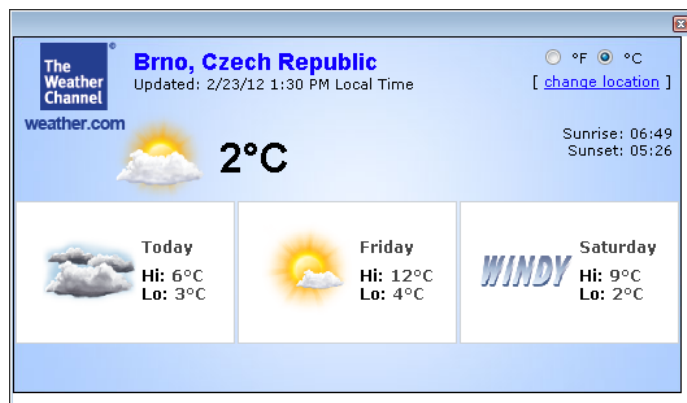 The
Weather
Channel
weather.com
Brno, Czech Republic
Updated: 2/23/12 1:30 PM Local Time
°F °C
[ change location ]
2°C
Sunrise: 06:49
Sunset: 05:26
Today
Hi: 6°C
Lo: 3°C
Friday
Hi: 12°C
Lo: 4°C
WINDY
Saturday
Hi: 9°C
Lo: 2°C